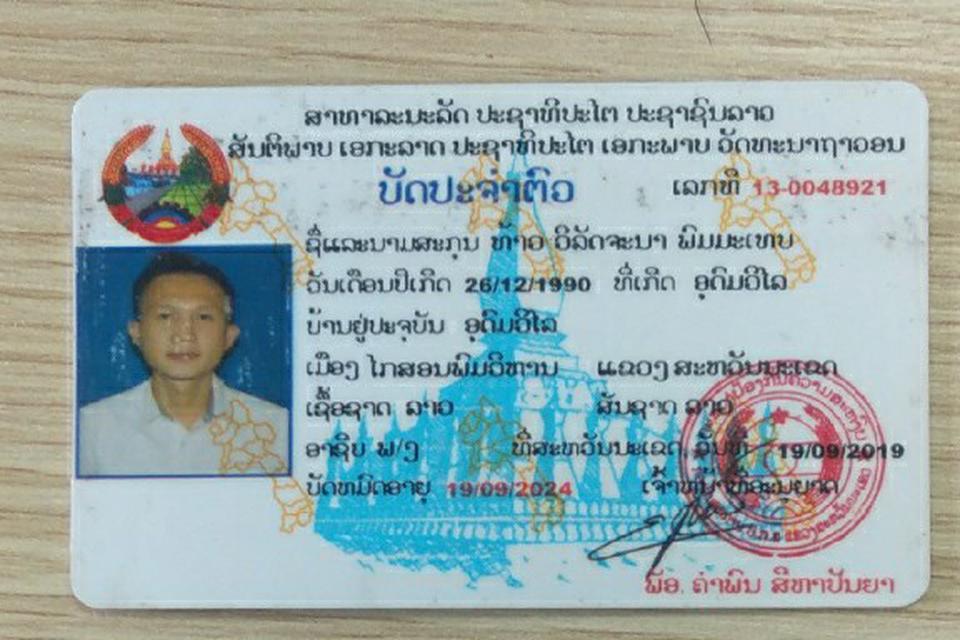 ສາທາລະນະລັດ ປະຊາທິປະໄຕ ປະຊາຊົນລາວ
ສັນຕິພາບ ເອກະລາດ ປະຊາທິປະໄຕ ເອກະພາບ ວັດທະນາຖາວອນ
ບັດປະຈຳຕົວ ເລກທີ 13-0048921
ຊື່ແລະນາມສະກຸນ ທ້າວ ວິລັດຈະນາ ພິມມະເທບ
ວັນເດືອນປີເກີດ 26/12/1990 ທີ່ເກີດ ອຸດົມວິໄລ
ບ້ານຢູ່ປະຈຸບັນ ອຸດົມວິໄລ
ເມືອງ ໄກສອນພົມວິຫານ ແຂວງ ສະຫວັນນະເຂດ
ເຊື້ອຊາດ ລາວ ສັນຊາດ ລາວ
ອາຊີບ ພ/ງ ທີ່ສະຫວັນນະເຂດ, ວັນທີ 19/09/2019
ບັດຫມົດອາຍຸ 19/09/2024 ເຈົ້າຫນ້າທີ່ອະນຸຍາດ
ພັອ. ຄຳພົນ ສີຫາປັນຍາ